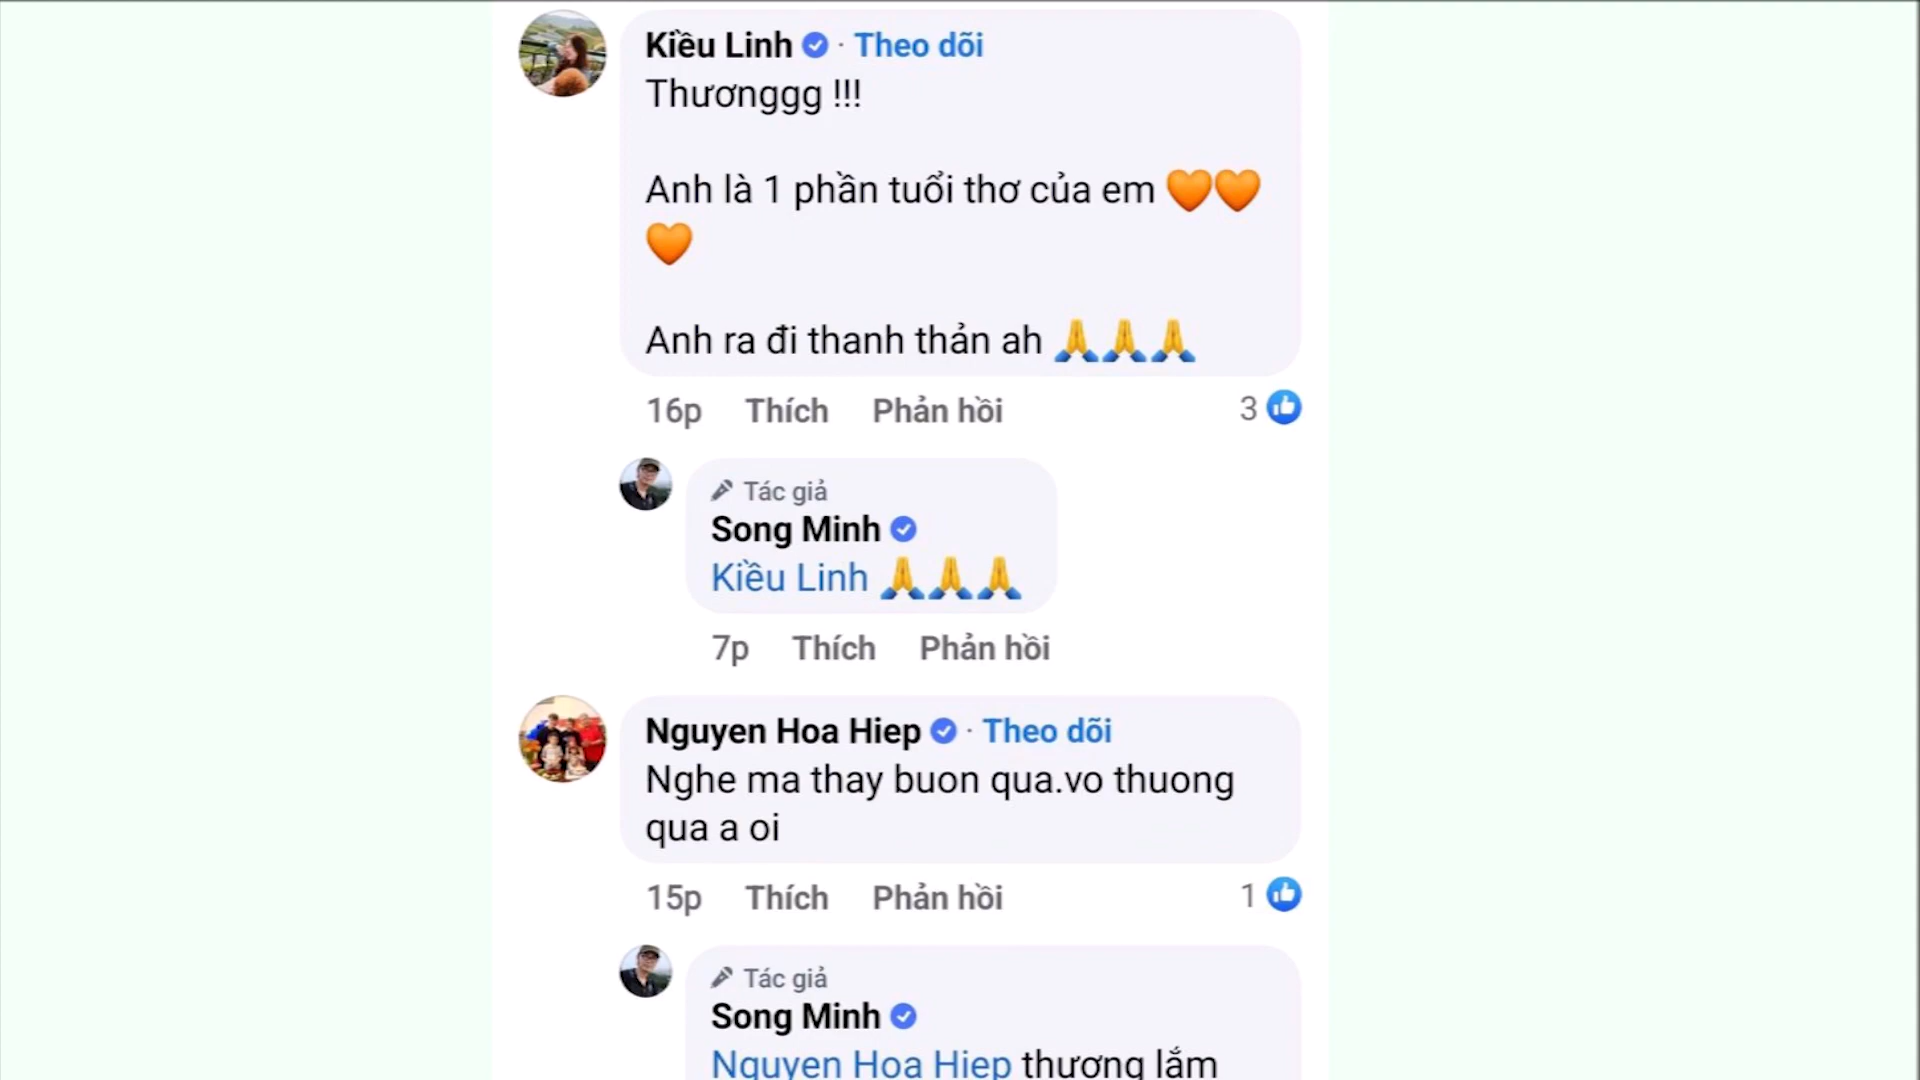 Kiều Linh · Theo dõi
Thươnggg !!!
Anh là 1 phần tuổi thơ của em 🧡🧡
🧡
Anh ra đi thanh thản ah 🙏🙏🙏
16p Thích Phản hồi 3
Tác giả
Song Minh
Kiều Linh 🙏🙏🙏
7p Thích Phản hồi
Nguyen Hoa Hiep · Theo dõi
Nghe ma thay buon qua.vo thuong
qua a oi
15p Thích Phản hồi 1
Tác giả
Song Minh
Nguyen Hoa Hiep thương lắm